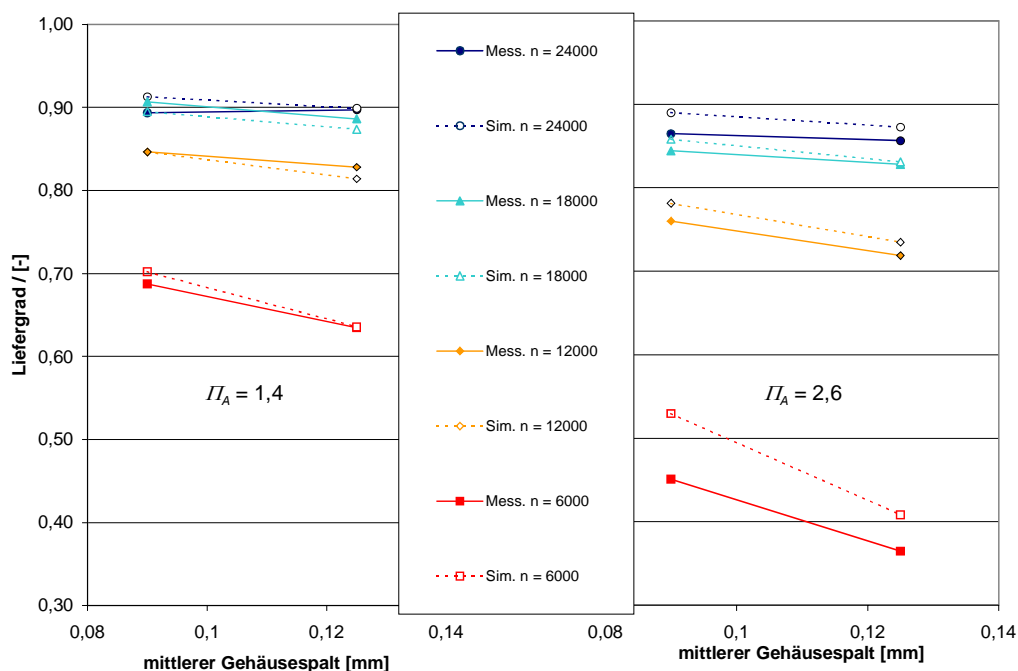 1,00
0,90
0,80
0,70
0,60
0,50
0,40
0,30
Liefergrad / [-]
0,08
0,1
0,12
0,14
mittlerer Gehäusespalt [mm]
Π_A = 1,4
Mess. n = 24000
Sim. n = 24000
Mess. n = 18000
Sim. n = 18000
Mess. n = 12000
Sim. n = 12000
Mess. n = 6000
Sim. n = 6000
Π_A = 2,6
0,08
0,1
0,12
0,14
mittlerer Gehäusespalt [mm]